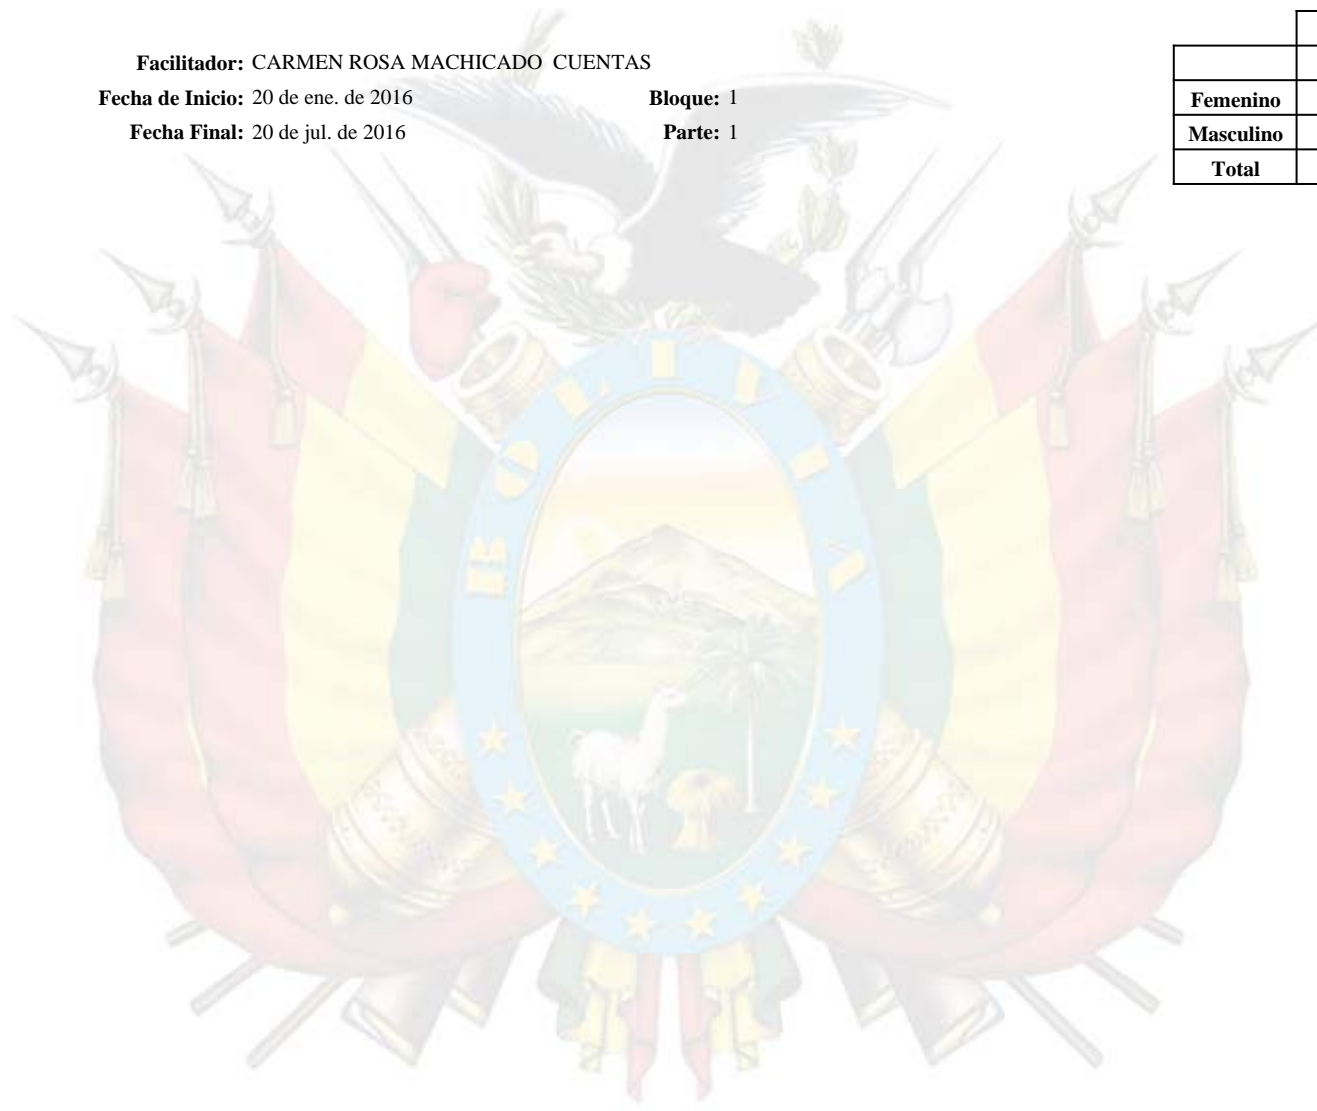 Facilitador: CARMEN ROSA MACHICADO CUENTAS
Fecha de Inicio: 20 de ene. de 2016 Bloque: 1
Fecha Final: 20 de jul. de 2016 Parte: 1
Femenino
Masculino
Total
BOLIVIA